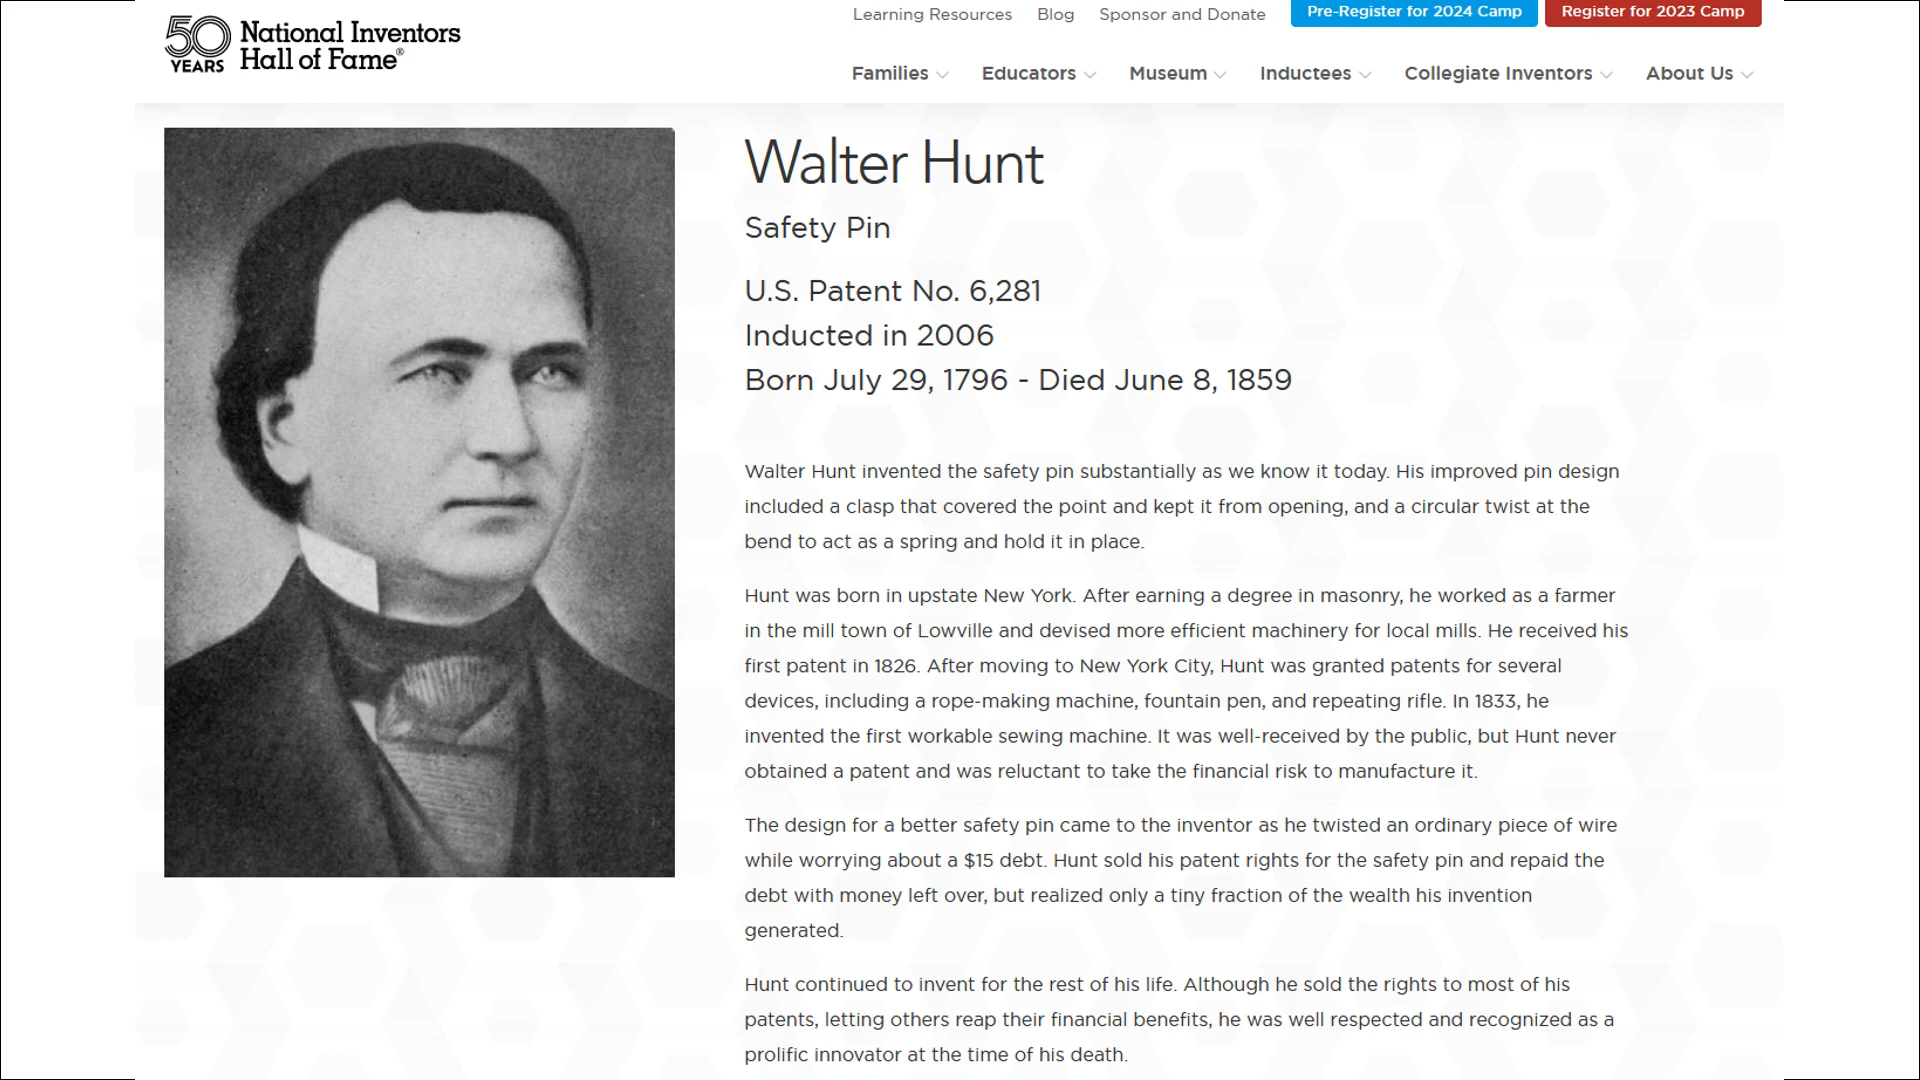 50 YEARS
National Inventors
Hall of Fame®
Learning Resources Blog Sponsor and Donate Pre-Register for 2024 Camp Register for 2023 Camp
Families Educators Museum Inductees Collegiate Inventors About Us
Walter Hunt
Safety Pin
U.S. Patent No. 6,281
Inducted in 2006
Born July 29, 1796 - Died June 8, 1859
Walter Hunt invented the safety pin substantially as we know it today. His improved pin design
included a clasp that covered the point and kept it from opening, and a circular twist at the
bend to act as a spring and hold it in place.
Hunt was born in upstate New York. After earning a degree in masonry, he worked as a farmer
in the mill town of Lowville and devised more efficient machinery for local mills. He received his
first patent in 1826. After moving to New York City, Hunt was granted patents for several
devices, including a rope-making machine, fountain pen, and repeating rifle. In 1833, he
invented the first workable sewing machine. It was well-received by the public, but Hunt never
obtained a patent and was reluctant to take the financial risk to manufacture it.
The design for a better safety pin came to the inventor as he twisted an ordinary piece of wire
while worrying about a $15 debt. Hunt sold his patent rights for the safety pin and repaid the
debt with money left over, but realized only a tiny fraction of the wealth his invention
generated.
Hunt continued to invent for the rest of his life. Although he sold the rights to most of his
patents, letting others reap their financial benefits, he was well respected and recognized as a
prolific innovator at the time of his death.